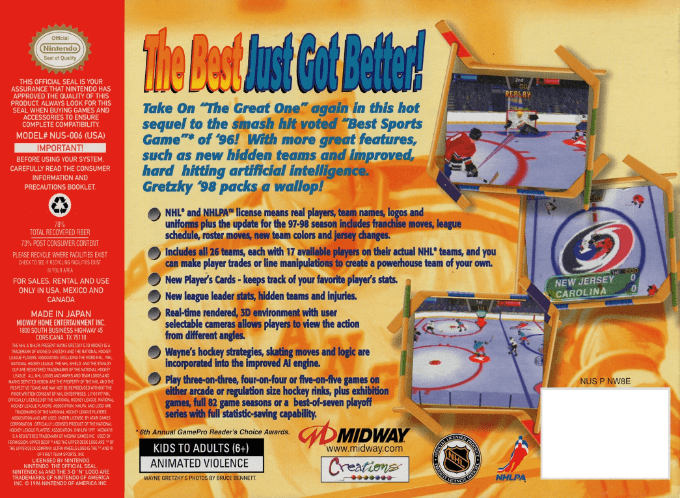 Official
Nintendo
Seal of Quality
THIS OFFICIAL SEAL IS YOUR
ASSURANCE THAT NINTENDO HAS
APPROVED THE QUALITY OF THIS
PRODUCT. ALWAYS LOOK FOR THIS
SEAL WHEN BUYING GAMES AND
ACCESSORIES TO ENSURE
COMPLETE COMPATIBILITY.
MODEL# NUS-006 (USA)
IMPORTANT!
BEFORE USING YOUR SYSTEM,
CAREFULLY READ THE CONSUMER
INFORMATION AND
PRECAUTIONS BOOKLET.
TOTAL RECOVERED FIBER
73% POST CONSUMER CONTENT
PLEASE RECYCLE WHERE FACILITIES EXIST
FOR SALES, RENTAL AND USE
ONLY IN USA, MEXICO AND
CANADA
MADE IN JAPAN
MIDWAY HOME ENTERTAINMENT INC.
1800 SOUTH BUSINESS HIGHWAY 45
CORSICANA, TX 75110
LICENSED BY NINTENDO
NINTENDO, THE OFFICIAL SEAL,
NINTENDO 64 AND THE 3-D "N" LOGO ARE
TRADEMARKS OF NINTENDO OF AMERICA
INC. © 1996 NINTENDO OF AMERICA INC.
The Best Just Got Better!
Take On "The Great One" again in this hot
sequel to the smash hit voted "Best Sports
Game"* of '96! With more great features,
such as new hidden teams and improved,
hard hitting artificial intelligence.
Gretzky '98 packs a wallop!
NHL® and NHLPA™ license means real players, team names, logos and
uniforms plus the update for the 97-98 season includes franchise moves, league
schedule, roster moves, new team colors and jersey changes.
Includes all 26 teams, each with 17 available players on their actual NHL® teams, and you
can make player trades or line manipulations to create a powerhouse team of your own.
New Player's Cards - keeps track of your favorite player's stats.
New league leader stats, hidden teams and injuries.
Real-time rendered, 3D environment with user
selectable cameras allows players to view the action
from different angles.
Wayne's hockey strategies, skating moves and logic are
incorporated into the improved AI engine.
Play three-on-three, four-on-four or five-on-five games on
either arcade or regulation size hockey rinks, plus exhibition
games, full 82 game seasons or a best-of-seven playoff
series with full statistic-saving capability.
* 6th Annual GamePro Reader's Choice Awards.
KIDS TO ADULTS (6+)
ANIMATED VIOLENCE
WAYNE GRETZKY'S PHOTOS BY BRUCE BENNETT.
MIDWAY
www.midway.com
Creations
NHL
NHLPA
REPLAY
NEW JERSEY 0
CAROLINA 0
NUS P NW8E